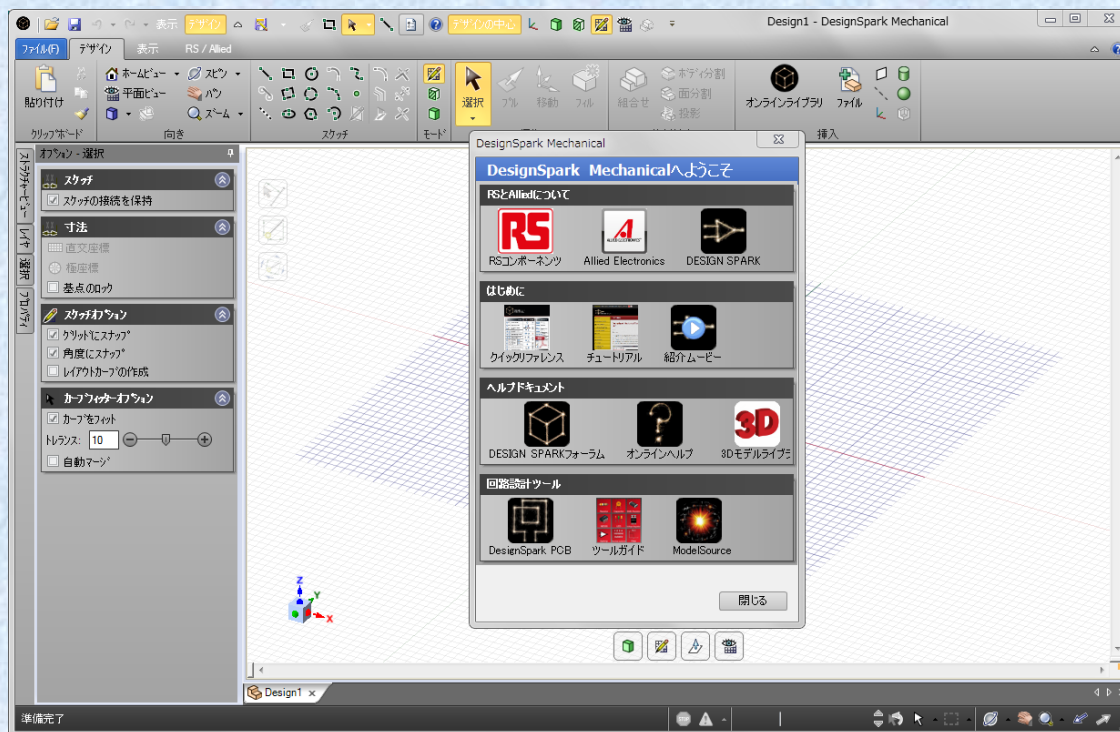 表示 デザイン デザインの中心 Design1 - DesignSpark Mechanical
ファイル(F) デザイン 表示 RS / Allied
貼り付け ホームビュー スピン 平面ビュー パン ズーム
選択 プル 移動 フィル 組合せ ボディ分割 面分割 投影
オンラインライブラリ ファイル
クリップボード 向き スケッチ モード 挿入
ストラクチャービュー
レイヤ
選択
プロパティ
オプション - 選択
スケッチ
スケッチの接続を保持
寸法
直交座標
極座標
基点のロック
スケッチオプション
グリッドにスナップ
角度にスナップ
レイアウトカーブの作成
カーブフィッターオプション
カーブをフィット
トレランス: 10
自動マージ
DesignSpark Mechanical
DesignSpark Mechanicalへようこそ
RSとAlliedについて
RS
A
ALLIED ELECTRONICS
RSコンポーネンツ Allied Electronics DESIGN SPARK
はじめに
クイックリファレンス チュートリアル 紹介ムービー
ヘルプドキュメント
3D
DESIGN SPARKフォーラム オンラインヘルプ 3Dモデルライブラ
回路設計ツール
DesignSpark PCB ツールガイド ModelSource
閉じる
Z
Y
X
Design1
準備完了